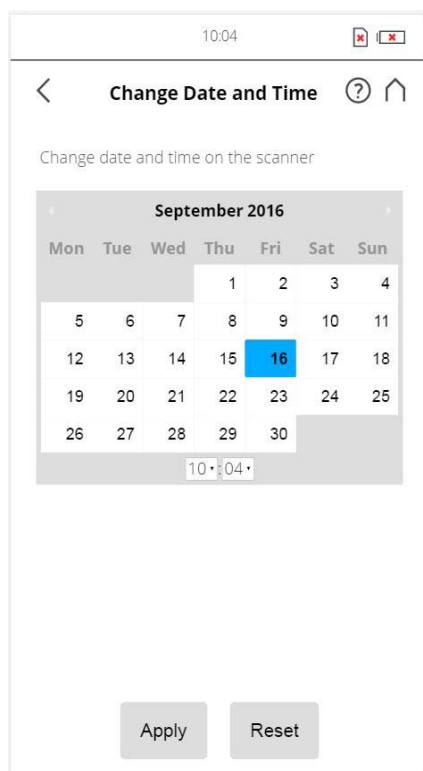 10:04
Change Date and Time ?
Change date and time on the scanner
September 2016
Mon Tue Wed Thu Fri Sat Sun
1 2 3 4
5 6 7 8 9 10 11
12 13 14 15 16 17 18
19 20 21 22 23 24 25
26 27 28 29 30
10 : 04
Apply Reset